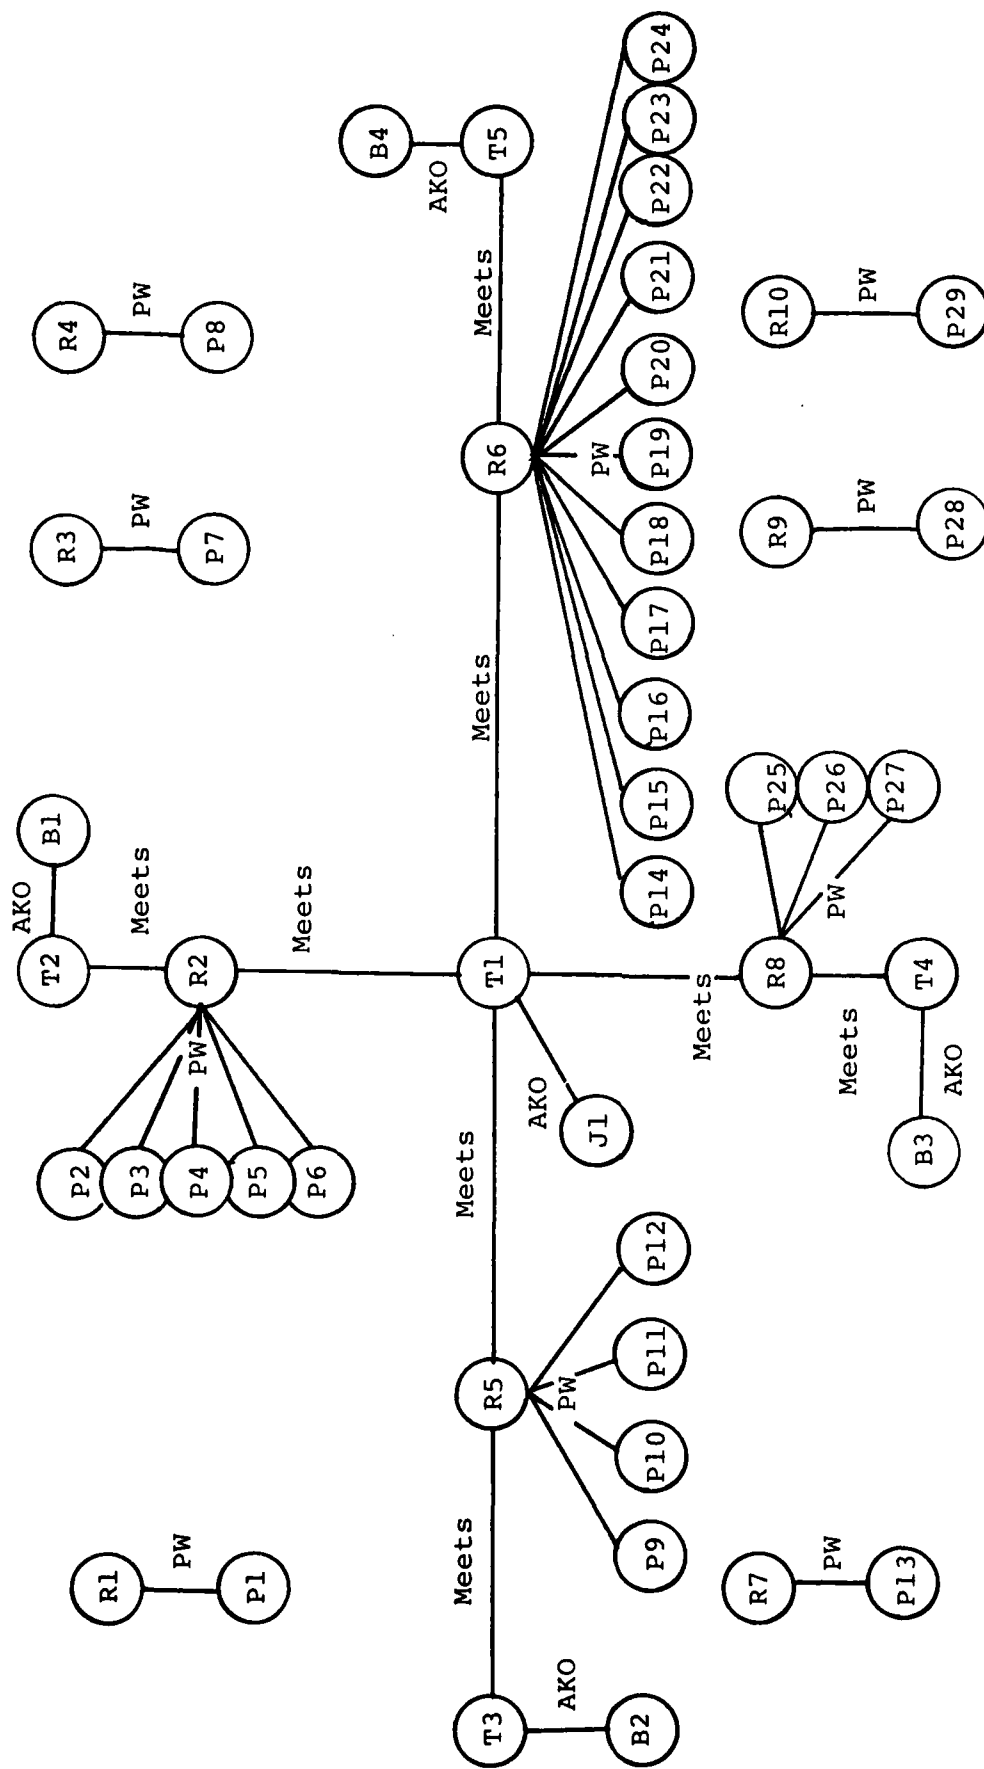 AKO
T2
B1
R3
R4
P2
R1
Meets
PW
PW
P3
PW
P4
PW
R2
P7
P8
P5
P1
P6
Meets
B4
AKO
Meets
Meets
Meets
Meets
T3
R5
T1
R6
T5
AKO
PW
AKO
J1
PW
B2
P9
P10
P11
P12
P14
P15
P16
P17
P18
P19
P20
P21
P22
P23
P24
Meets
R7
R8
P25
R9
R10
PW
PW
P26
PW
PW
Meets
P13
P27
B3
T4
P28
P29
AKO